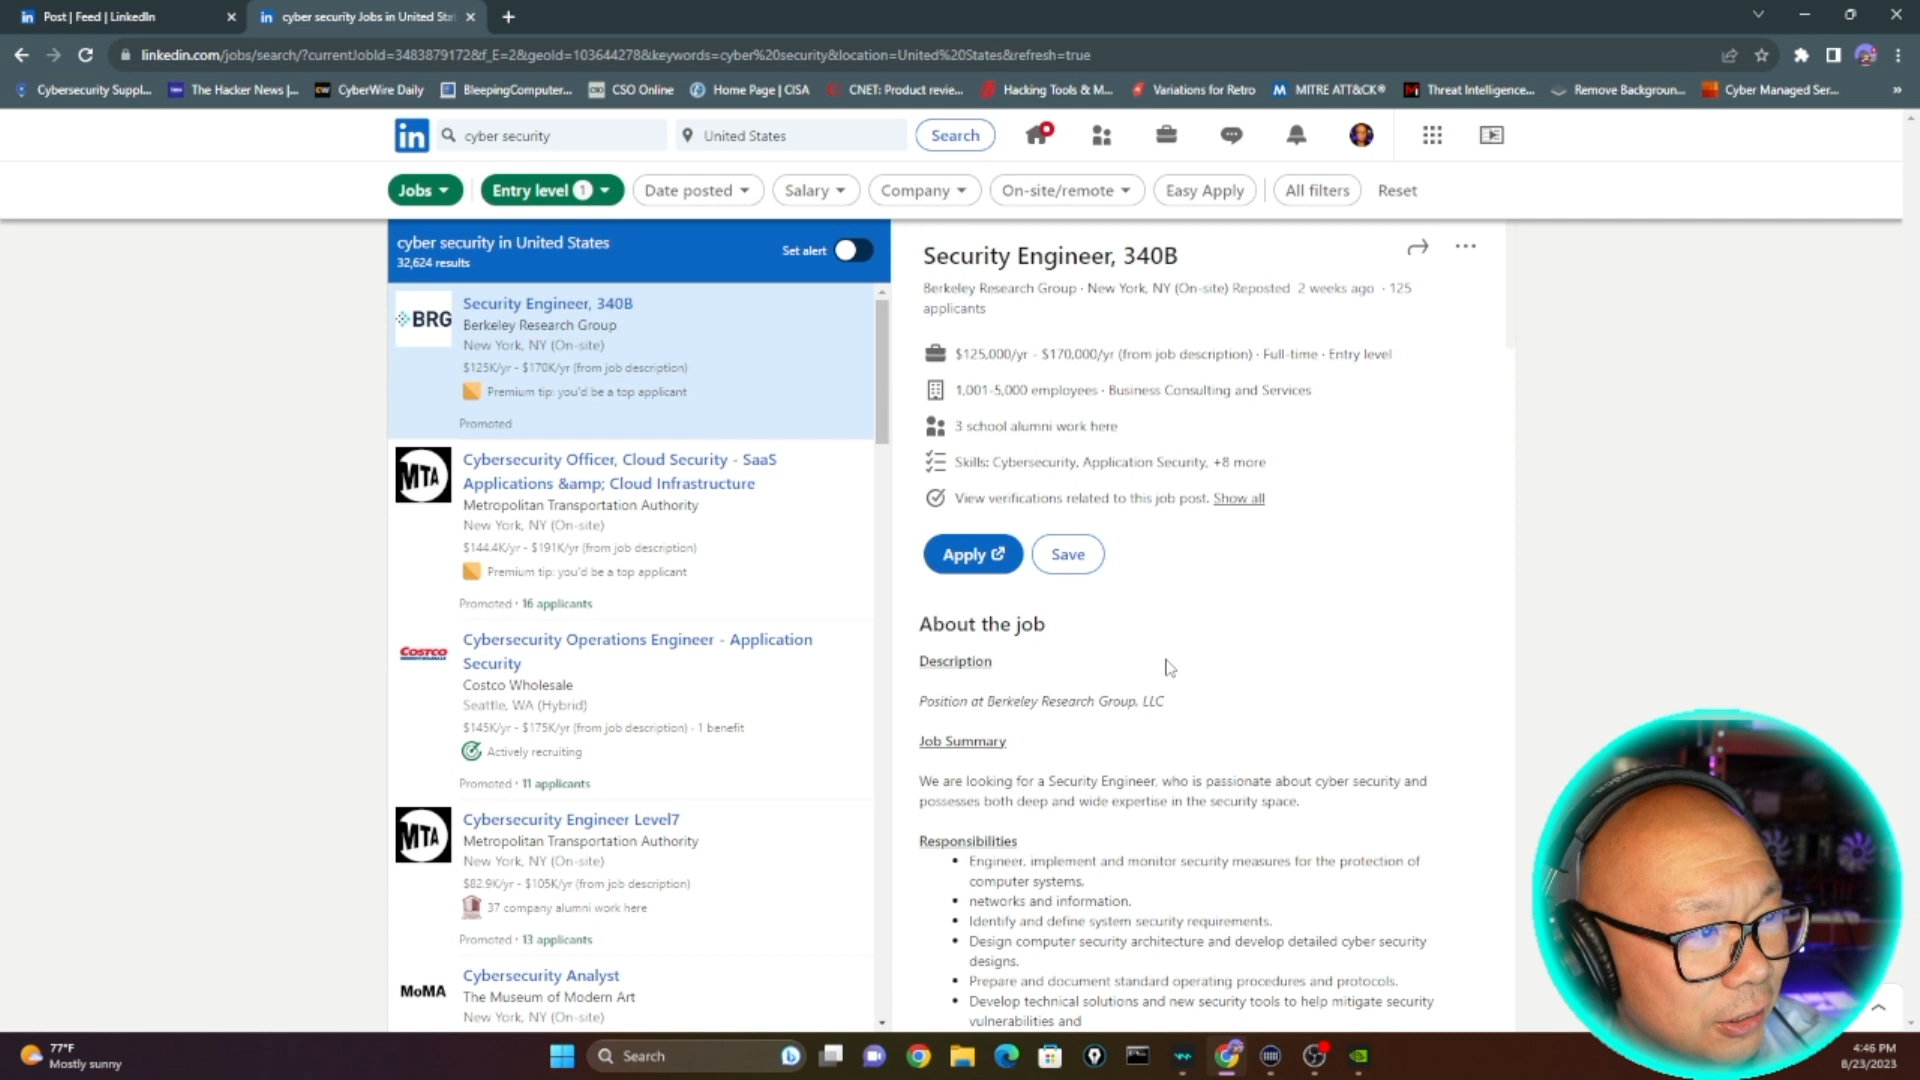 Post | Feed | LinkedIn
cyber security Jobs in United Sta
linkedin.com/jobs/search/?currentJobId=3483879172&f_E=2&geoId=103644278&keywords=cyber%20security&location=United%20States&refresh=true
Cybersecurity Suppl...
The Hacker News |...
CyberWire Daily
BleepingComputer...
CSO Online
Home Page | CISA
CNET: Product revie...
Hacking Tools & M...
Variations for Retro
MITRE ATT&CK®
Threat Intelligence...
Remove Backgroun...
Cyber Managed Ser...
in
cyber security
United States
Search
Jobs
Entry level 1
Date posted
Salary
Company
On-site/remote
Easy Apply
All filters
Reset
cyber security in United States
32,624 results
Set alert
BRG
Security Engineer, 340B
Berkeley Research Group
New York, NY (On-site)
$125K/yr - $170K/yr (from job description)
Premium tip: you'd be a top applicant
Promoted
MTA
Cybersecurity Officer, Cloud Security - SaaS
Applications &amp; Cloud Infrastructure
Metropolitan Transportation Authority
New York, NY (On-site)
$144.4K/yr - $191K/yr (from job description)
Premium tip: you'd be a top applicant
Promoted · 16 applicants
COSTCO
Cybersecurity Operations Engineer - Application
Security
Costco Wholesale
Seattle, WA (Hybrid)
$145K/yr - $175K/yr (from job description) · 1 benefit
Actively recruiting
Promoted · 11 applicants
MTA
Cybersecurity Engineer Level7
Metropolitan Transportation Authority
New York, NY (On-site)
$82.9K/yr - $105K/yr (from job description)
37 company alumni work here
Promoted · 13 applicants
MoMA
Cybersecurity Analyst
The Museum of Modern Art
New York, NY (On-site)
Security Engineer, 340B
Berkeley Research Group · New York, NY (On-site) Reposted 2 weeks ago · 125
applicants
$125,000/yr - $170,000/yr (from job description) · Full-time · Entry level
1,001-5,000 employees · Business Consulting and Services
3 school alumni work here
Skills: Cybersecurity, Application Security, +8 more
View verifications related to this job post. Show all
Apply
Save
About the job
Description
Position at Berkeley Research Group, LLC
Job Summary
We are looking for a Security Engineer, who is passionate about cyber security and
possesses both deep and wide expertise in the security space.
Responsibilities
• Engineer, implement and monitor security measures for the protection of
computer systems,
• networks and information.
• Identify and define system security requirements.
• Design computer security architecture and develop detailed cyber security
designs.
• Prepare and document standard operating procedures and protocols.
• Develop technical solutions and new security tools to help mitigate security
vulnerabilities and
77°F
Mostly sunny
Search
4:46 PM
8/23/2023